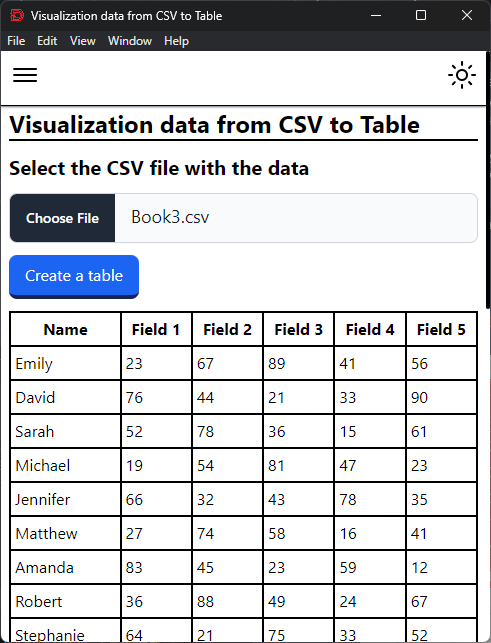 Visualization data from CSV to Table
File Edit View Window Help
Visualization data from CSV to Table
Select the CSV file with the data
Choose File Book3.csv
Create a table
Name Field 1 Field 2 Field 3 Field 4 Field 5
Emily 23 67 89 41 56
David 76 44 21 33 90
Sarah 52 78 36 15 61
Michael 19 54 81 47 23
Jennifer 66 32 43 78 35
Matthew 27 74 58 16 41
Amanda 83 45 23 59 12
Robert 36 88 49 24 67
Stephanie 64 21 75 33 52